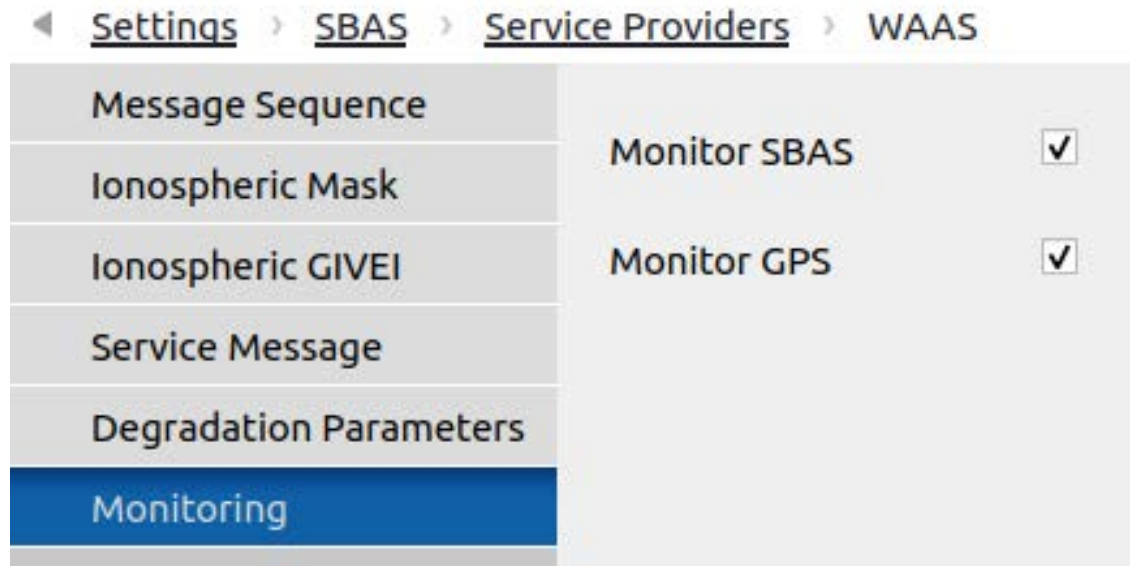 Settings › SBAS › Service Providers › WAAS
Message Sequence
Ionospheric Mask
Ionospheric GIVEI
Service Message
Degradation Parameters
Monitoring
Monitor SBAS
Monitor GPS